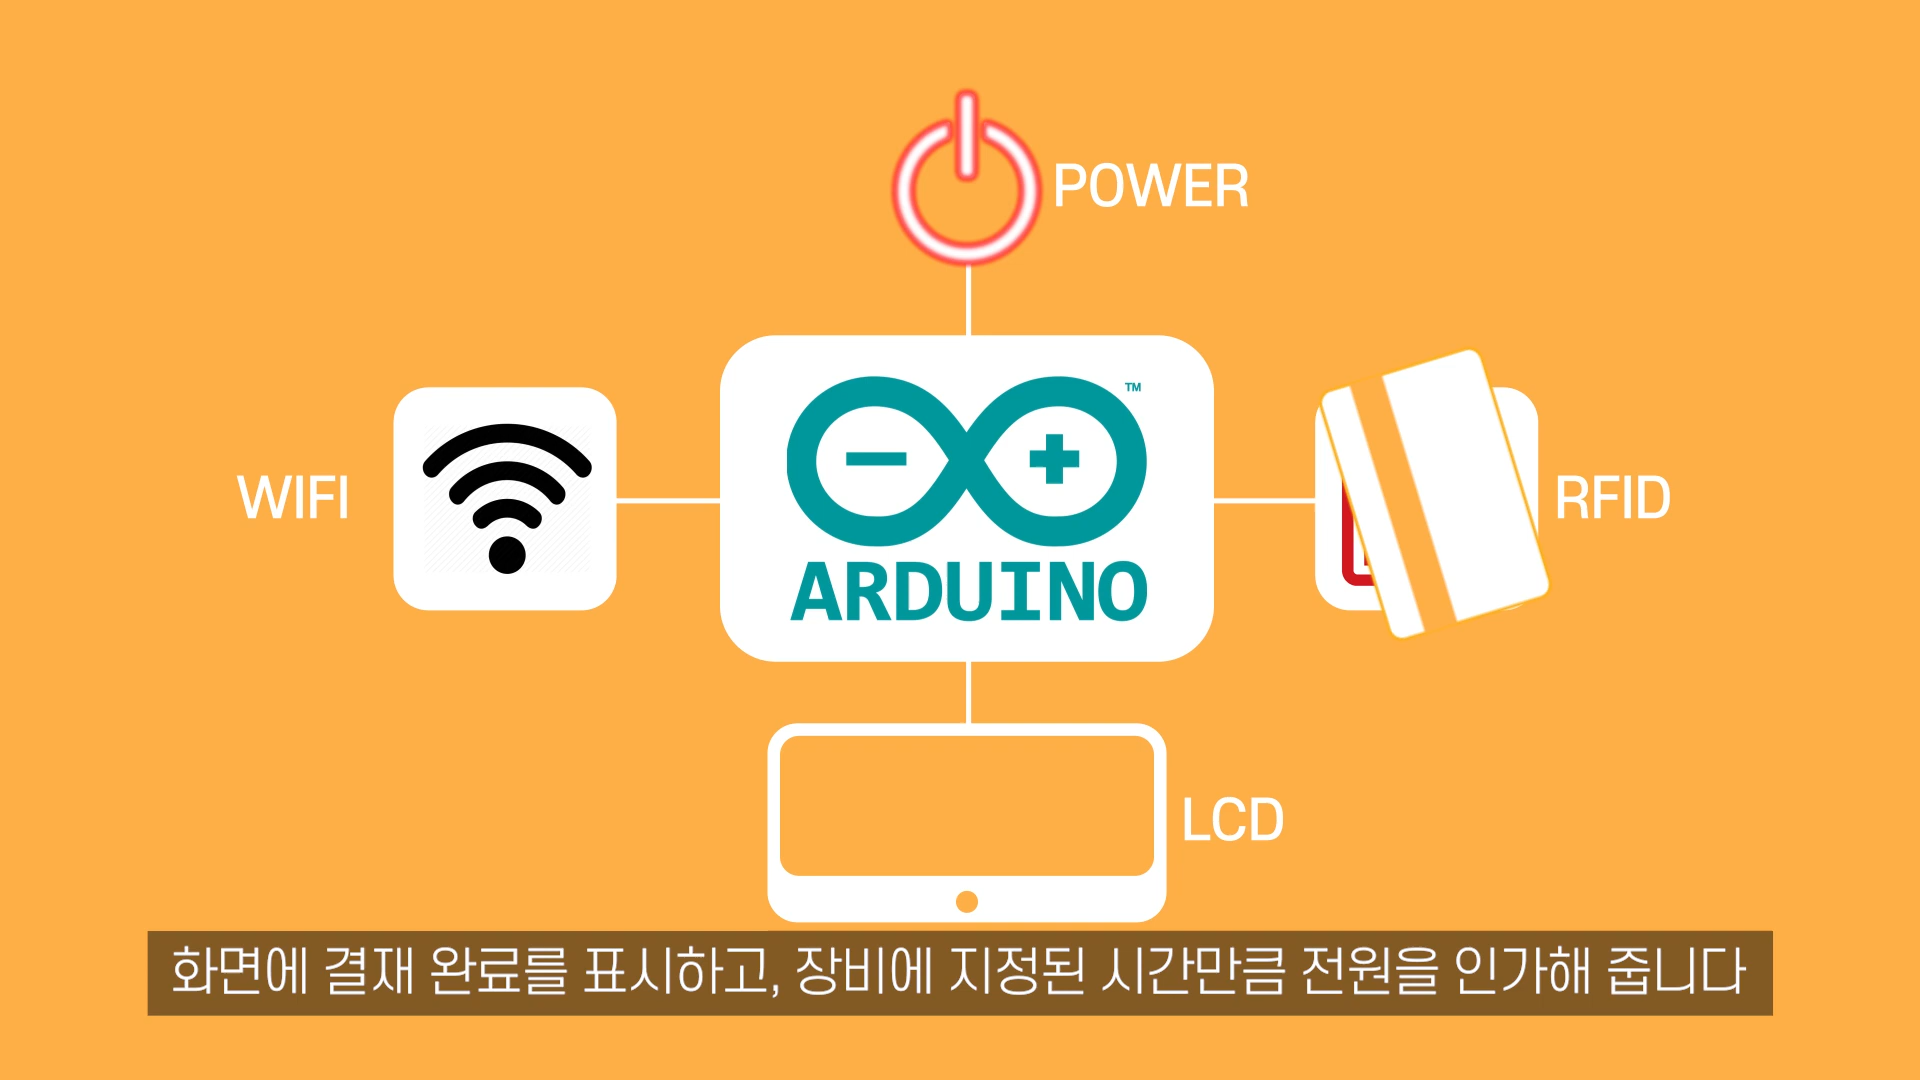 POWER
WIFI
TM
ARDUINO
RFID
LCD
화면에 결재 완료를 표시하고, 장비에 지정된 시간만큼 전원을 인가해 줍니다